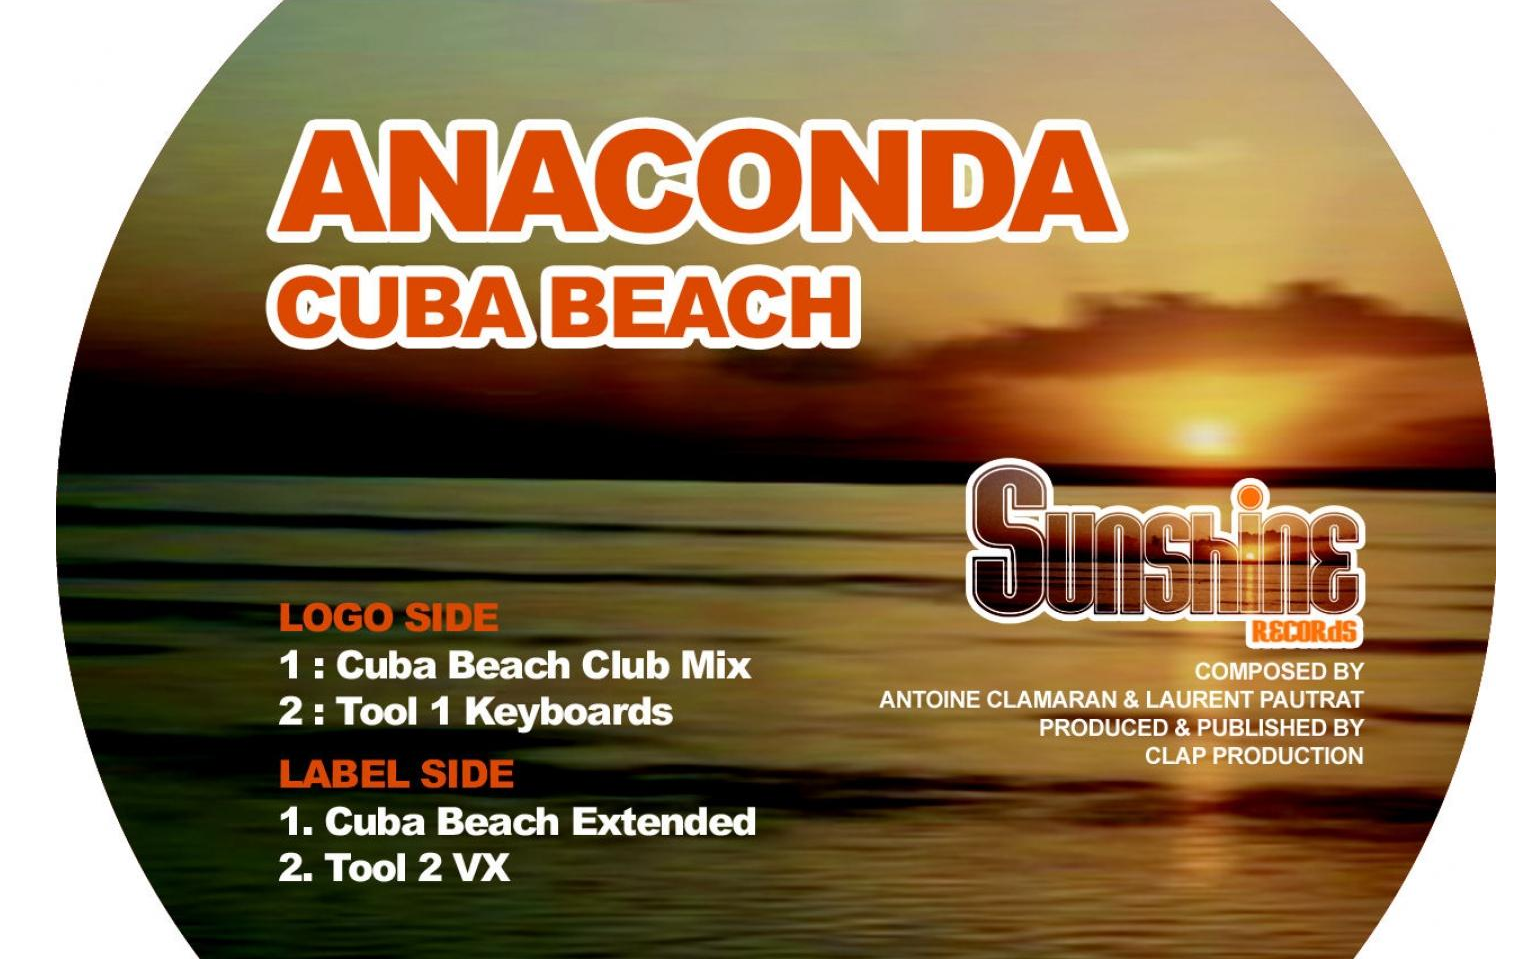 ANACONDA
CUBA BEACH
LOGO SIDE
1 : Cuba Beach Club Mix
2 : Tool 1 Keyboards
LABEL SIDE
1. Cuba Beach Extended
2. Tool 2 VX
Sunshine
RECORdS
COMPOSED BY
ANTOINE CLAMARAN & LAURENT PAUTRAT
PRODUCED & PUBLISHED BY
CLAP PRODUCTION